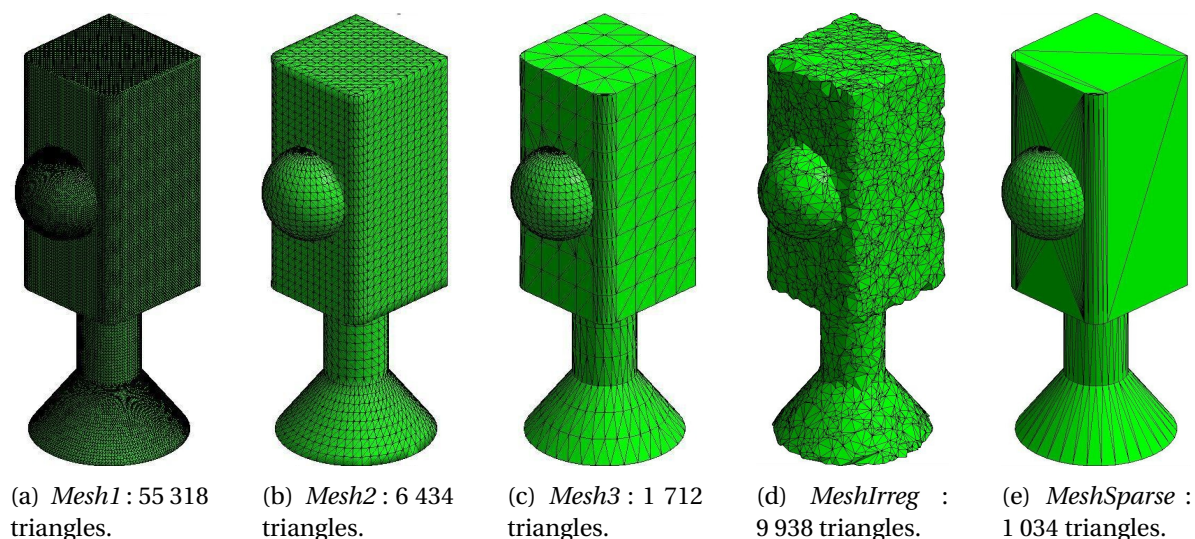 (a) Mesh1 : 55 318 triangles.
(b) Mesh2 : 6 434 triangles.
(c) Mesh3 : 1 712 triangles.
(d) MeshIrreg : 9 938 triangles.
(e) MeshSparse : 1 034 triangles.